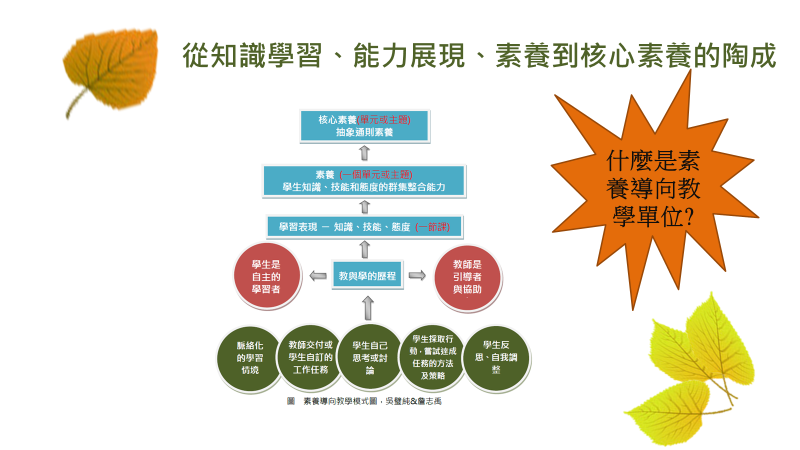 從知識學習、能力展現、素養到核心素養的陶成
什麼是素
養導向教
學單位?
核心素養(單元或主題)
抽象通則素養
素養 (一個單元或主題)
學生知識、技能和態度的群集整合能力
學習表現 — 知識、技能、態度 (一節課)
學生是
自主的
學習者
教與學的歷程
教師是
引導者
與協助
脈絡化
的學習
情境
教師交付或
學生自訂的
工作任務
學生自己
思考或討
論
學生採取行
動,嘗試達成
任務的方法
及策略
學生反
思、自我調
整
圖 素養導向教學模式圖,吳璧純&詹志禹